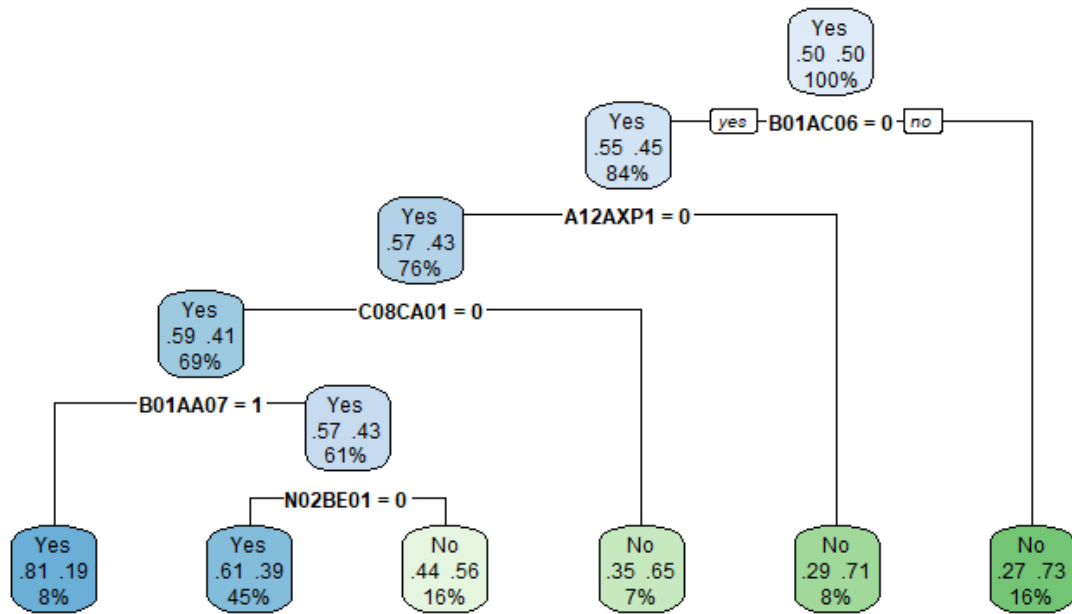 Yes
.50 .50
100%
yes B01AC06 = 0 no
Yes
.55 .45
84%
A12AXP1 = 0
Yes
.57 .43
76%
C08CA01 = 0
Yes
.59 .41
69%
B01AA07 = 1
Yes
.57 .43
61%
N02BE01 = 0
Yes
.81 .19
8%
Yes
.61 .39
45%
No
.44 .56
16%
No
.35 .65
7%
No
.29 .71
8%
No
.27 .73
16%